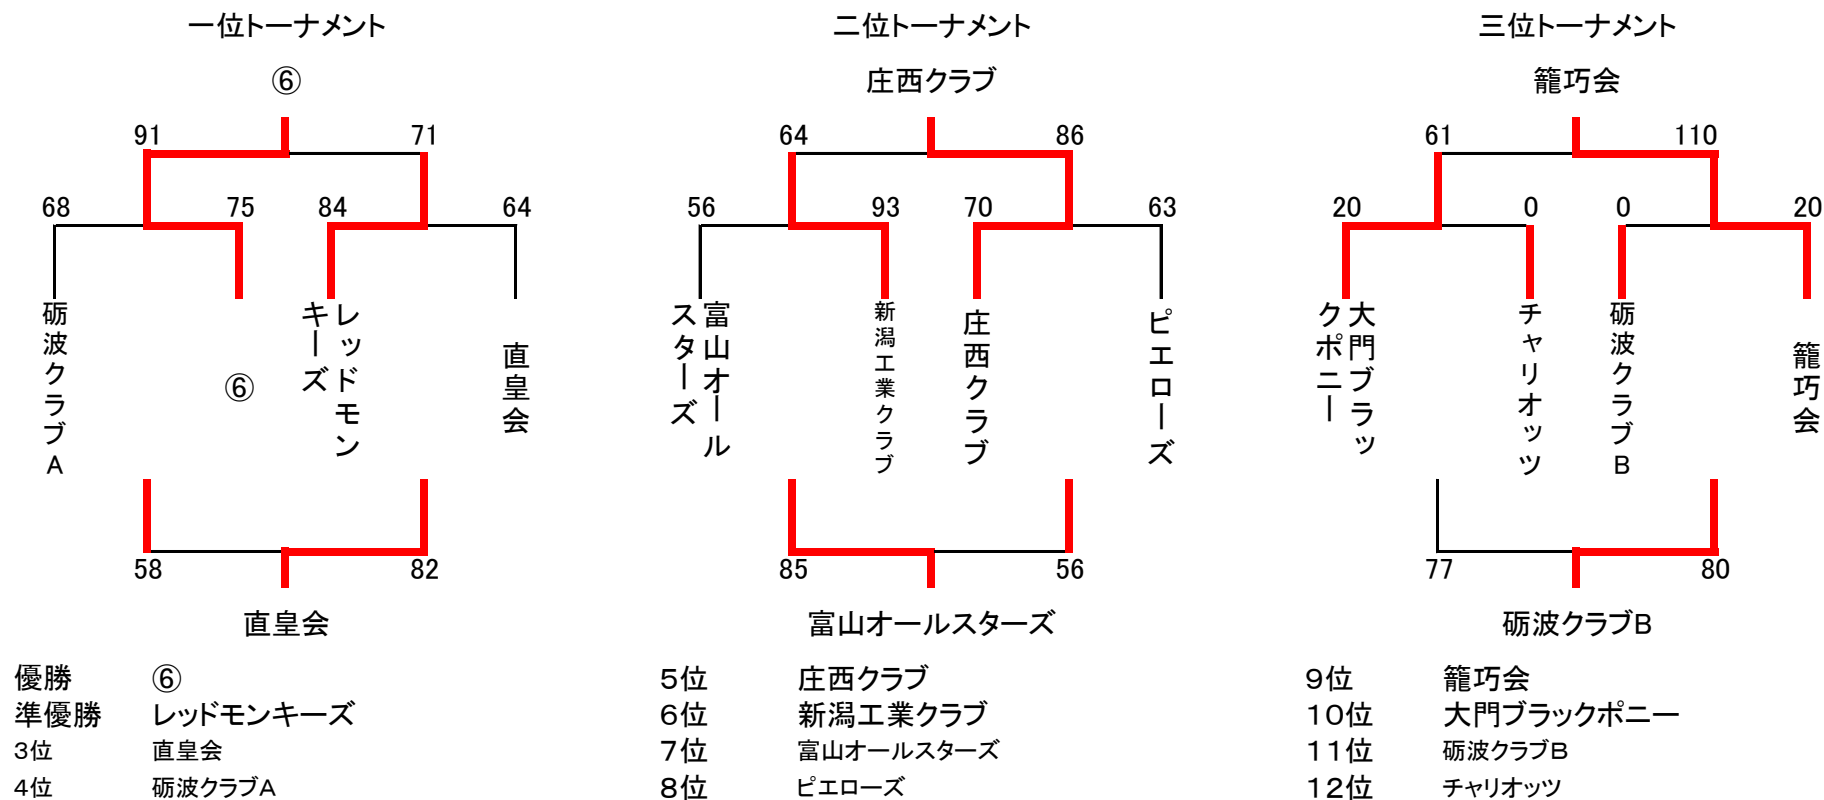 一位トーナメント
二位トーナメント
三位トーナメント
⑥
庄西クラブ
籠巧会
91
71
64
86
61
110
68
75
84
64
56
93
70
63
20
0
0
20
砺波クラブA
⑥
レッドモン
キーズ
直皇会
富山オール
スターズ
新潟工業クラブ
庄西クラブ
ピエローズ
大門ブラッ
クポニー
チャリオッツ
砺波クラブB
籠巧会
58
82
85
56
77
80
直皇会
富山オールスターズ
砺波クラブB
優勝 ⑥
準優勝 レッドモンキーズ
3位 直皇会
4位 砺波クラブA
5位 庄西クラブ
6位 新潟工業クラブ
7位 富山オールスターズ
8位 ピエローズ
9位 籠巧会
10位 大門ブラックポニー
11位 砺波クラブB
12位 チャリオッツ